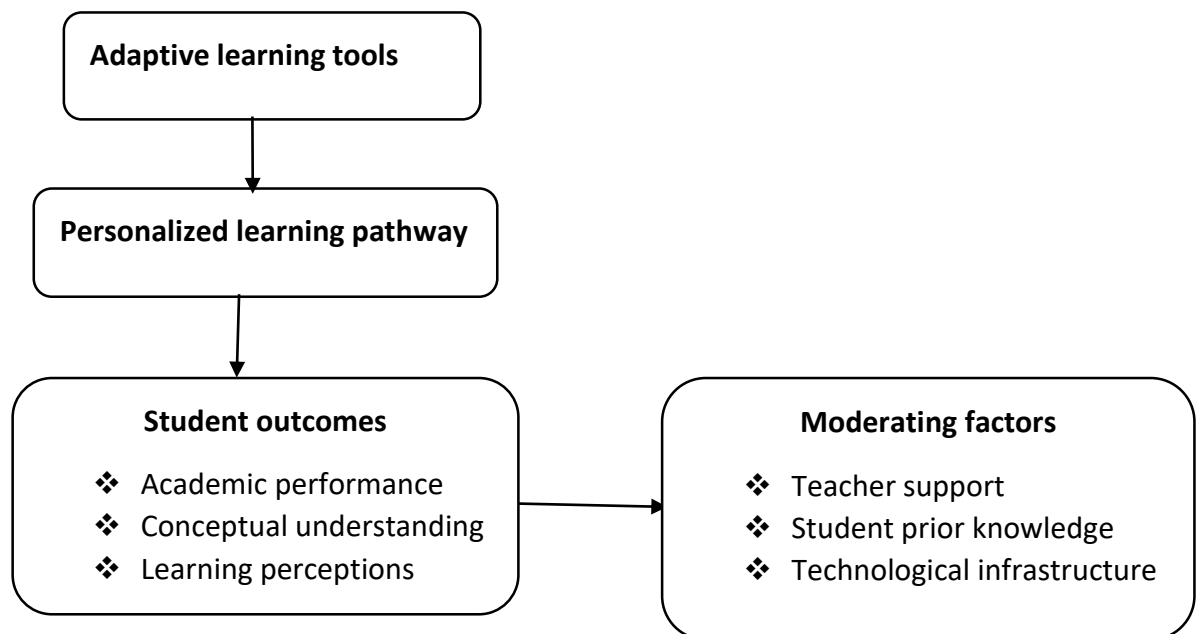 Adaptive learning tools
Personalized learning pathway
Student outcomes
❖ Academic performance
❖ Conceptual understanding
❖ Learning perceptions
Moderating factors
❖ Teacher support
❖ Student prior knowledge
❖ Technological infrastructure